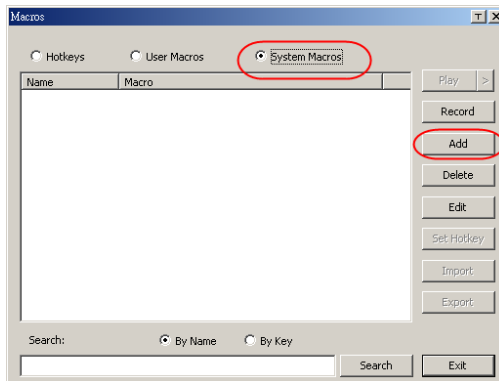 Macros
Hotkeys User Macros System Macros
Name Macro
Play >
Record
Add
Delete
Edit
Set Hotkey
Import
Export
Search: By Name By Key
Search Exit